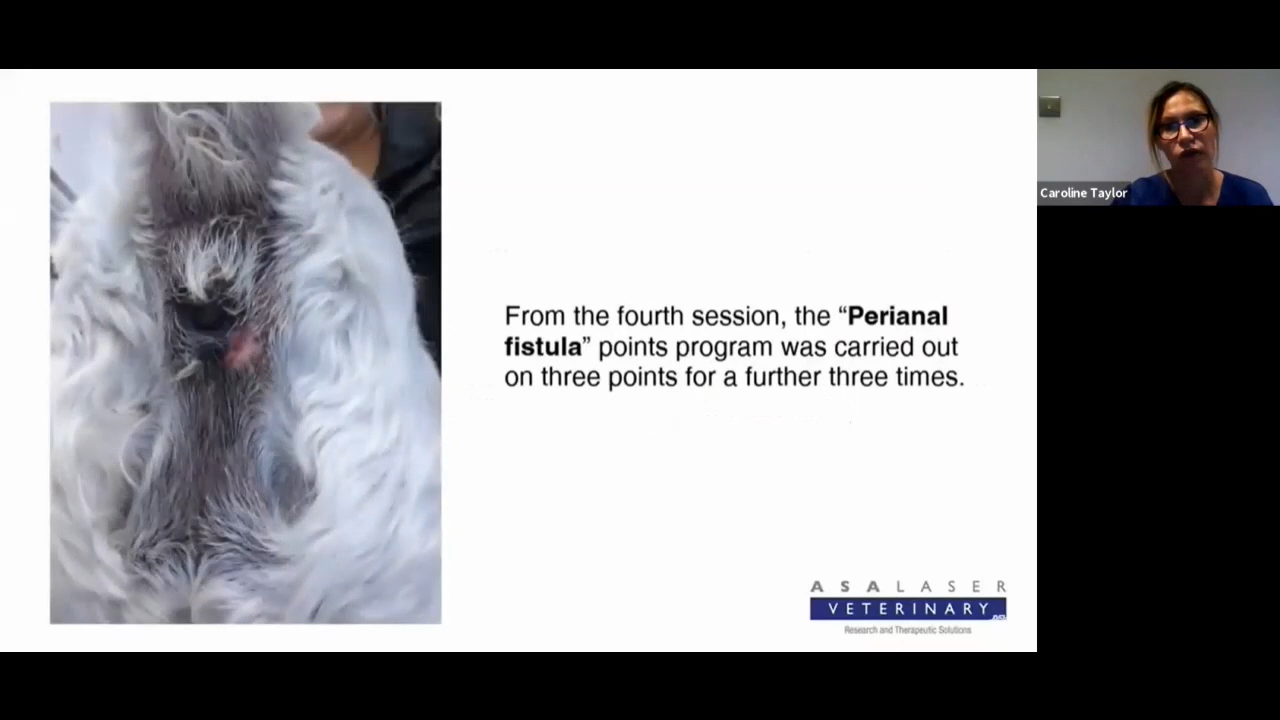 Caroline Taylor
From the fourth session, the “Perianal
fistula” points program was carried out
on three points for a further three times.
ASALASER
VETERINARY
Research and Therapeutic Solutions